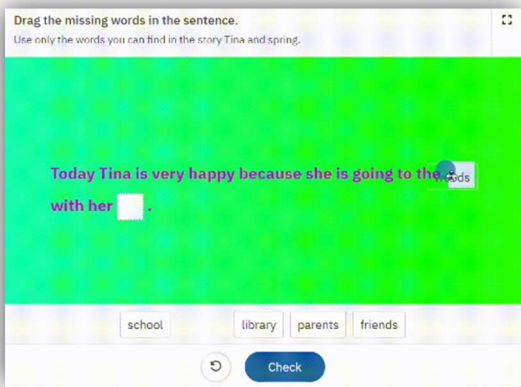 Drag the missing words in the sentence.
Use only the words you can find in the story Tina and spring.
Today Tina is very happy because she is going to the
with her .
school library parents friends
Check